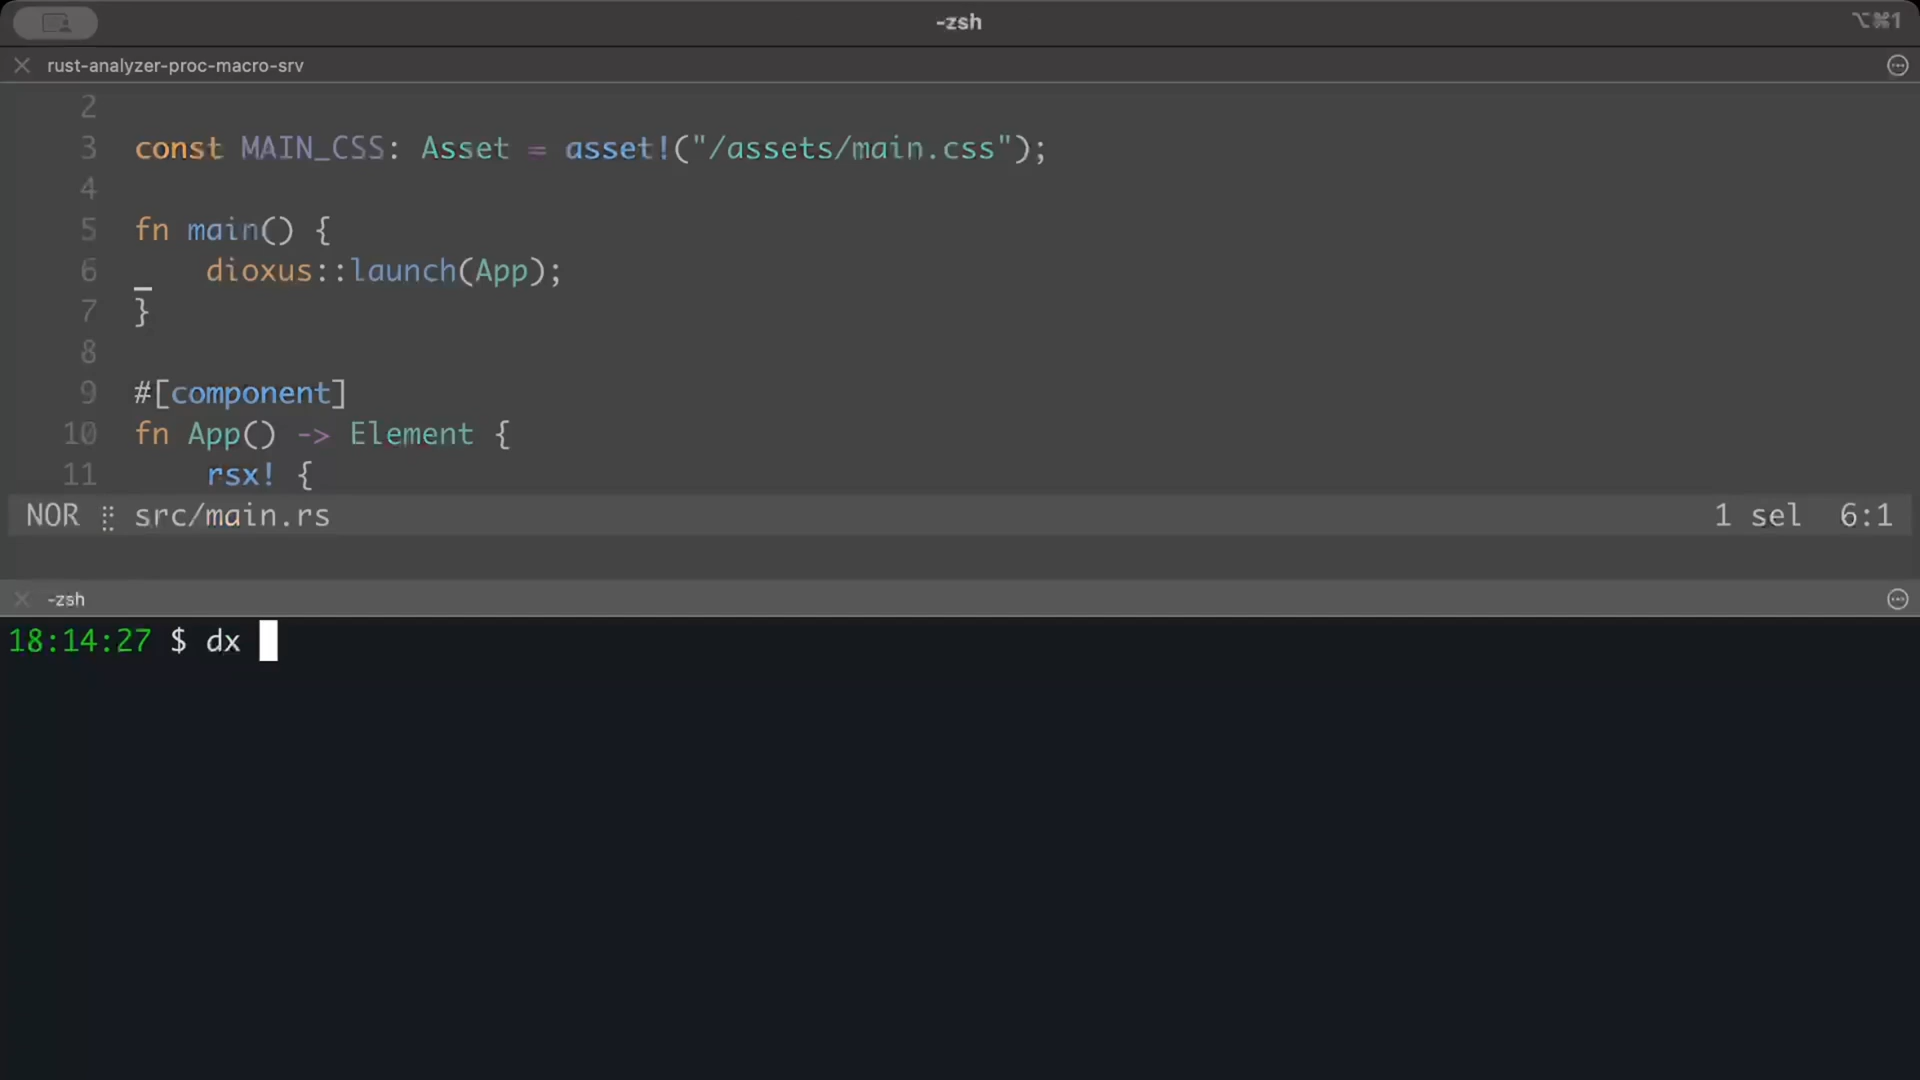 -zsh
⌥⌘1
rust-analyzer-proc-macro-srv
2
3 const MAIN_CSS: Asset = asset!("/assets/main.css");
4
5 fn main() {
6     dioxus::launch(App);
7 }
8
9 #[component]
10 fn App() -> Element {
11     rsx! {
NOR src/main.rs 1 sel 6:1
-zsh
18:14:27 $ dx